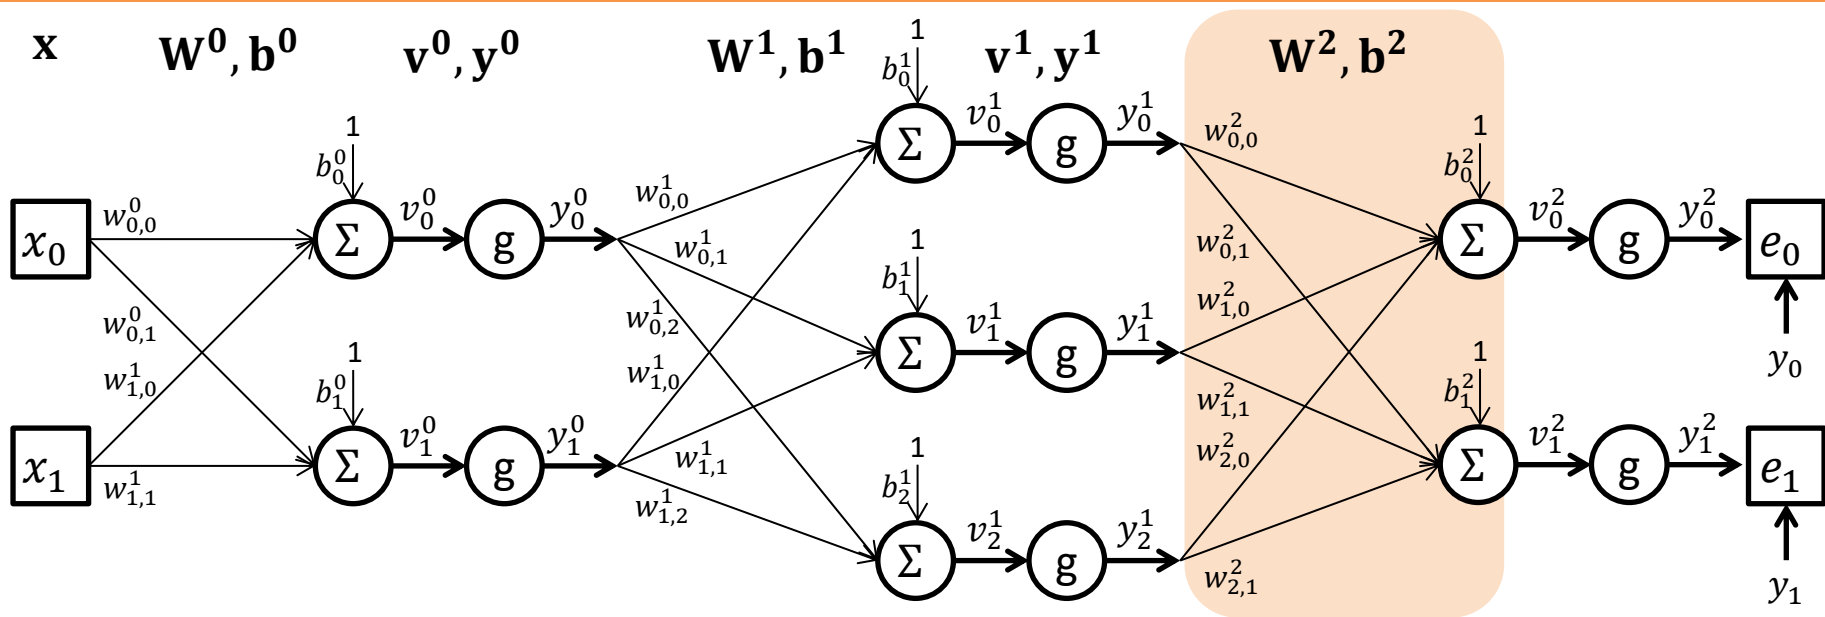 x W⁰, b⁰ v⁰, y⁰ W¹, b¹ v¹, y¹ W², b²
1
b₀¹ v₀¹ y₀¹
Σ g
w₀,₀²
1
b₀⁰ v₀⁰ y₀⁰
x₀ w₀,₀⁰ Σ g
w₀,₀¹
w₀,₁¹
w₀,₂¹
1
b₁¹ v₁¹ y₁¹
Σ g
w₀,₁²
w₁,₀²
1
b₀² v₀² y₀²
Σ g e₀
y₀
w₀,₁⁰
w₁,₀¹
1
b₁⁰ v₁⁰ y₁⁰
x₁ w₁,₁¹ Σ g
w₁,₀¹
w₁,₁¹
w₁,₂¹
w₁,₁²
w₂,₀²
1
b₁² v₁² y₁²
Σ g e₁
y₁
1
b₂¹ v₂¹ y₂¹
Σ g
w₂,₁²